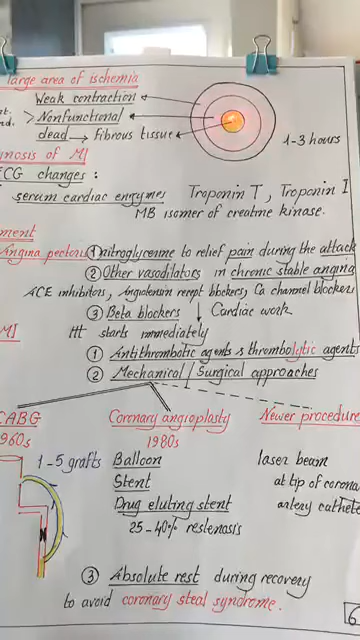 large area of ischemia
Weak contraction
Nonfunctional
dead → Fibrous tissue
1-3 hours
nosis of MI
ECG changes:
serum cardiac enzymes Troponin T, Troponin I
MB isomer of creatine kinase.
ment
Angina pectoris ① nitroglycerine to relief pain during the attack
② Other vasodilators in chronic stable angina
ACE inhibitors, Angiotensin recept blockers, Ca channel blockers
③ Beta blockers ↓ Cardiac work
MI
ttt starts immediately
① Antithrombotic agents & thrombolytic agents
② Mechanical / Surgical approaches
CABG Coronary angioplasty Newer procedure
960s 1980s
1-5 grafts Balloon laser beam
Stent at tip of corona
Drug eluting stent artery cathete
25-40% restenosis
③ Absolute rest during recovery
to avoid coronary steal syndrome.
6